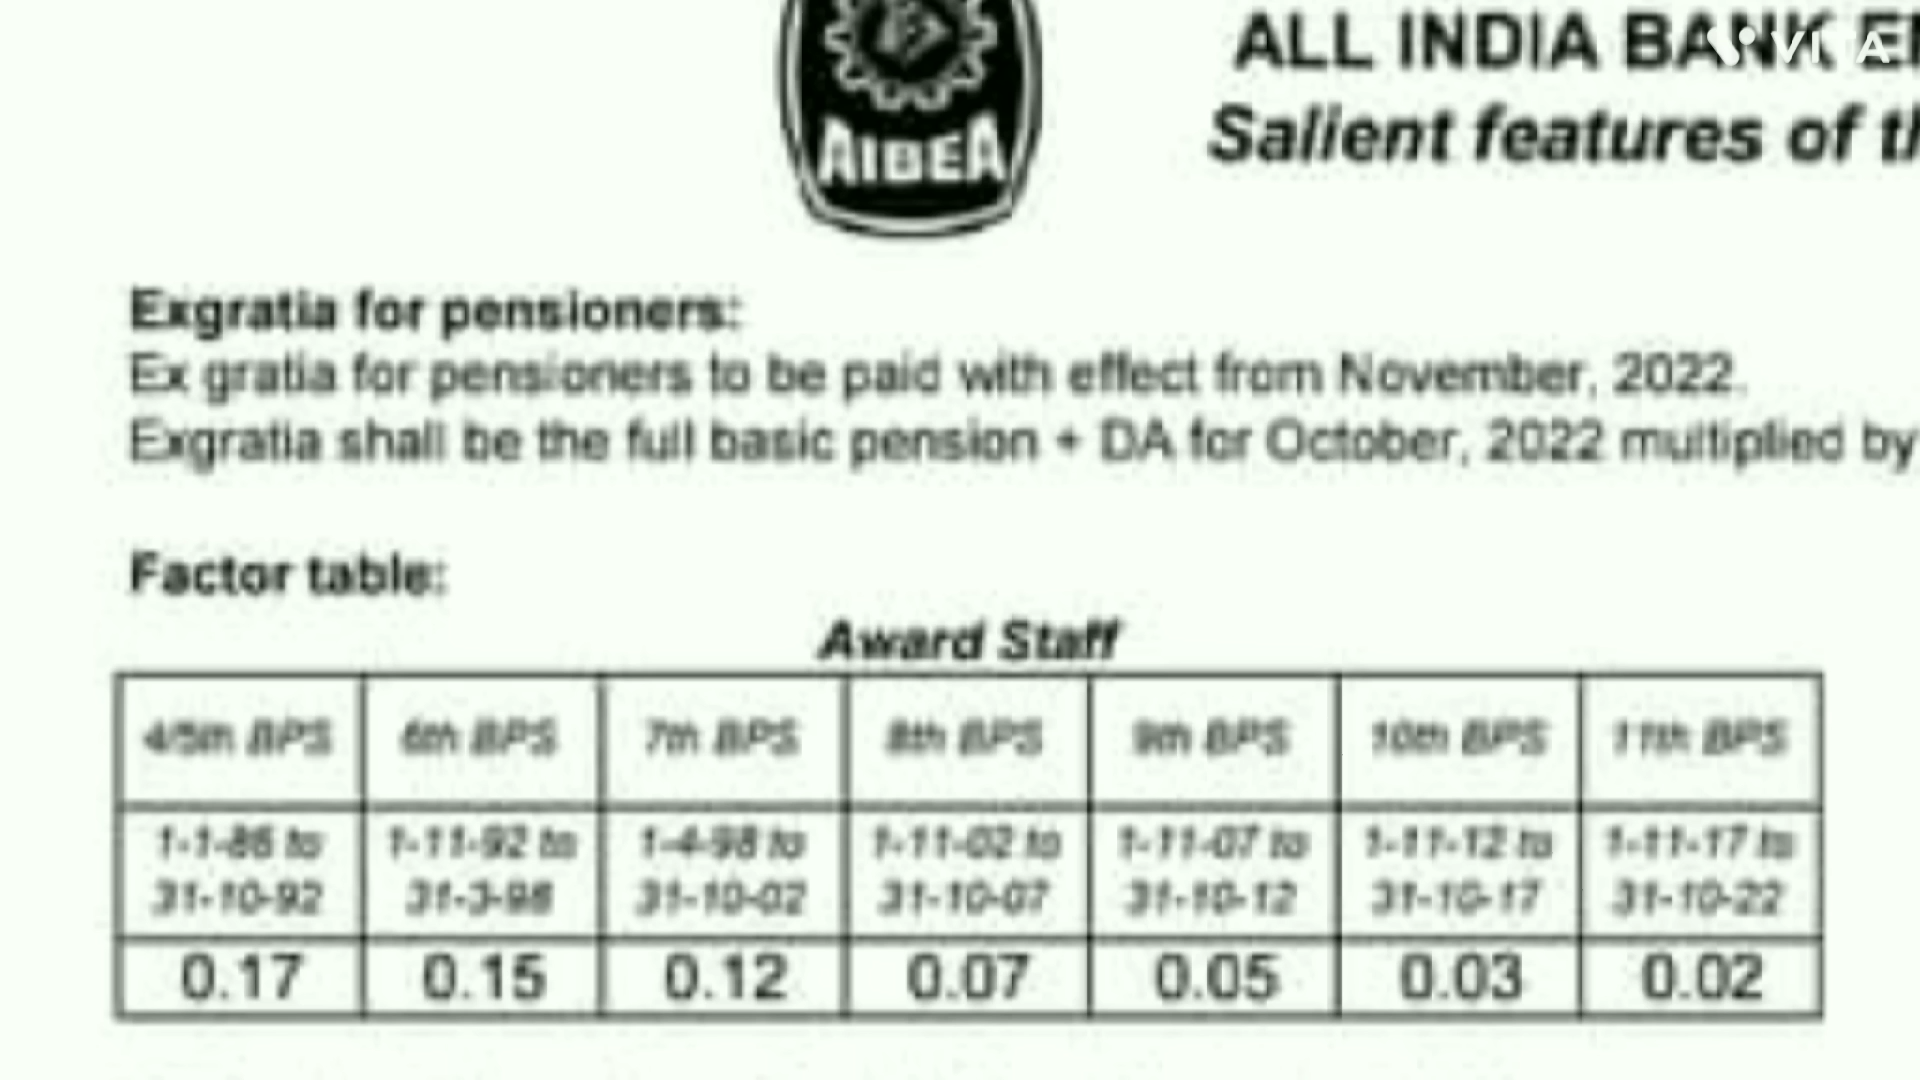 ALL INDIA BANK
VITA
Salient features of th
AIBEA
Exgratia for pensioners:
Ex gratia for pensioners to be paid with effect from November, 2022.
Exgratia shall be the full basic pension + DA for October, 2022 multiplied by
Factor table:
Award Staff
4/5th BPS 6th BPS 7th BPS 8th BPS 9th BPS 10th BPS 11th BPS
1-1-86 to 1-11-92 to 1-4-98 to 1-11-02 to 1-11-07 to 1-11-12 to 1-11-17 to
31-10-92 31-3-98 31-10-02 31-10-07 31-10-12 31-10-17 31-10-22
0.17 0.15 0.12 0.07 0.05 0.03 0.02